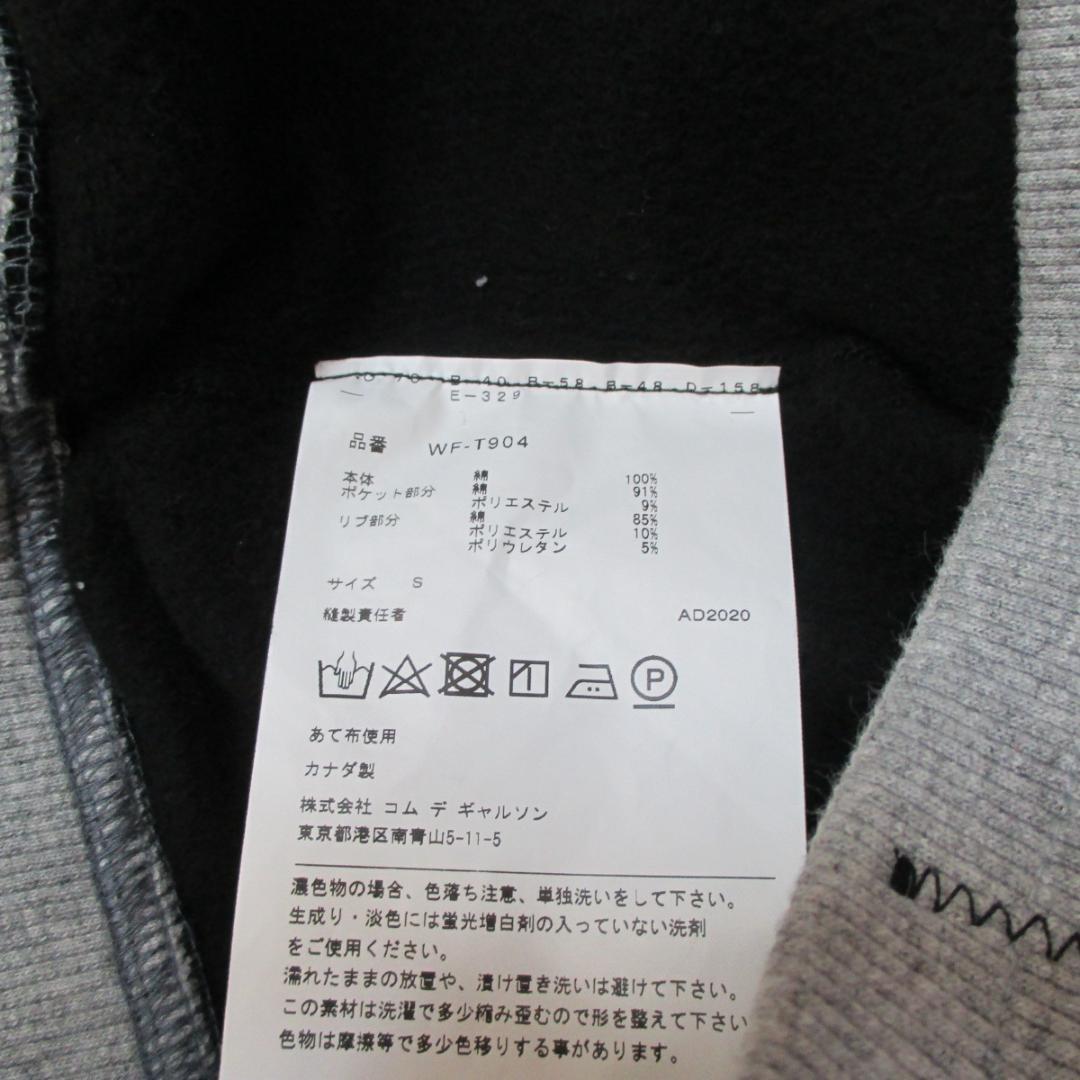 B-40 B-58 B-48 D-158
E-329
品番 WF-T904
本体 綿 100%
ポケット部分 綿 91%
ポリエステル 9%
リブ部分 綿 85%
ポリエステル 10%
ポリウレタン 5%
サイズ S
縫製責任者 AD2020
あて布使用
カナダ製
株式会社 コム デ ギャルソン
東京都港区南青山5-11-5
濃色物の場合、色落ち注意、単独洗いをして下さい。
生成り・淡色には蛍光増白剤の入っていない洗剤
をご使用ください。
濡れたままの放置や、漬け置き洗いは避けて下さい。
この素材は洗濯で多少縮み歪むので形を整えて下さい
色物は摩擦等で多少色移りする事があります。